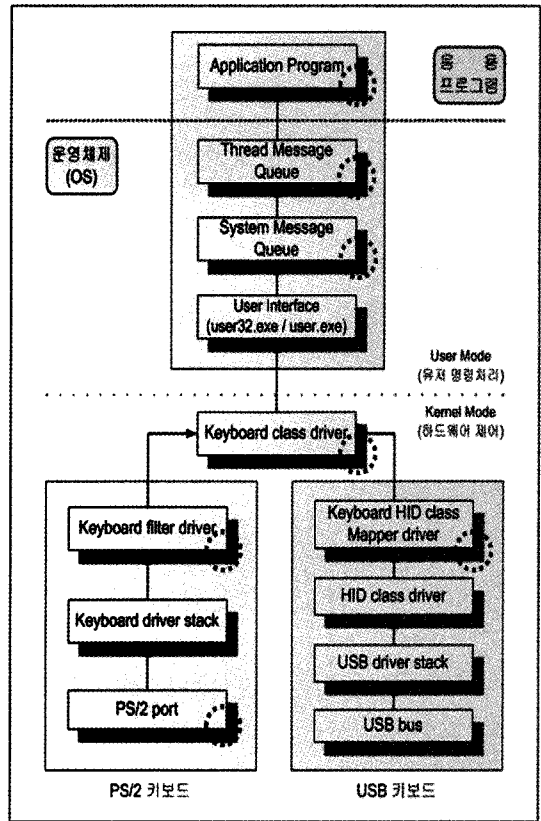 Application Program
응용
프로그램
운영체제
(OS)
Thread Message
Queue
System Message
Queue
User Interface
(user32.exe / user.exe)
User Mode
(유저 명령처리)
Kernel Mode
(하드웨어 제어)
Keyboard class driver
Keyboard filter driver
Keyboard driver stack
PS/2 port
Keyboard HID class
Mapper driver
HID class driver
USB driver stack
USB bus
PS/2 키보드
USB 키보드